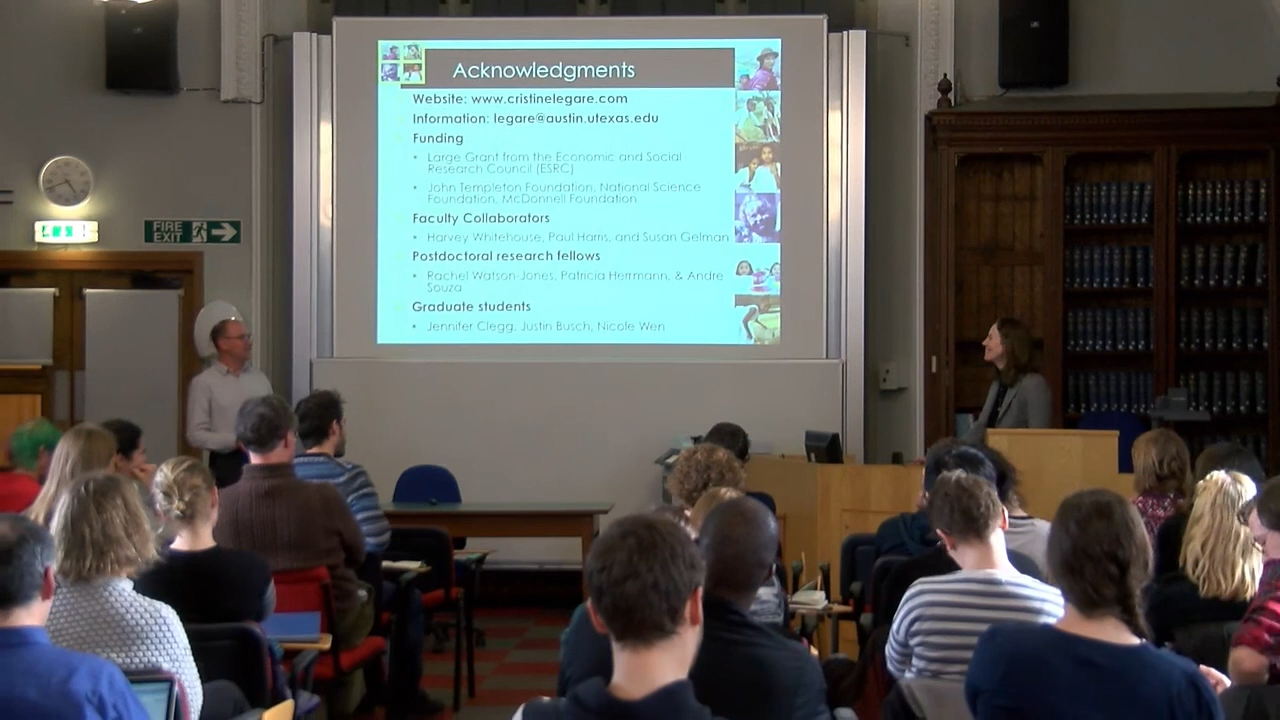 Acknowledgments
Website: www.cristinelegare.com
Information: legare@austin.utexas.edu
Funding
• Large Grant from the Economic and Social
Research Council (ESRC)
• John Templeton Foundation, National Science
Foundation, McDonnell Foundation
Faculty Collaborators
• Harvey Whitehouse, Paul Harris, and Susan Gelman
Postdoctoral research fellows
• Rachel Watson-Jones, Patricia Herrmann, & Andre
Souza
Graduate students
• Jennifer Clegg, Justin Busch, Nicole Wen
FIRE
EXIT